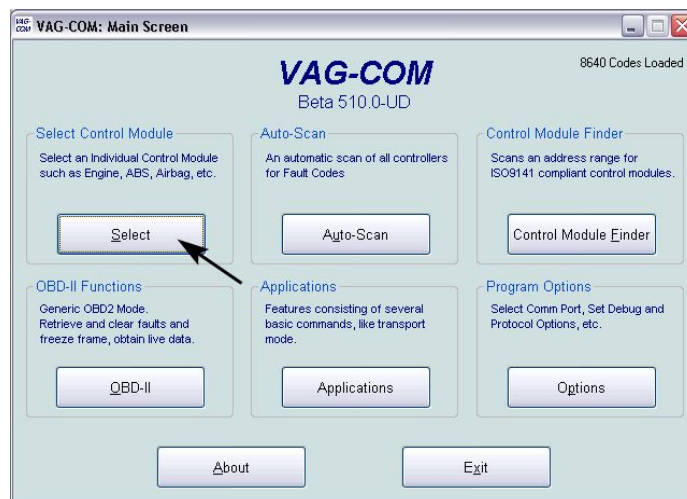 VAG-COM VAG-COM: Main Screen
VAG-COM
8640 Codes Loaded
Beta 510.0-UD
Select Control Module
Select an Individual Control Module
such as Engine, ABS, Airbag, etc.
Select
Auto-Scan
An automatic scan of all controllers
for Fault Codes
Auto-Scan
Control Module Finder
Scans an address range for
ISO9141 compliant control modules.
Control Module Finder
OBD-II Functions
Generic OBD2 Mode.
Retrieve and clear faults and
freeze frame, obtain live data.
OBD-II
Applications
Features consisting of several
basic commands, like transport
mode.
Applications
Program Options
Select Comm Port, Set Debug and
Protocol Options, etc.
Options
About
Exit